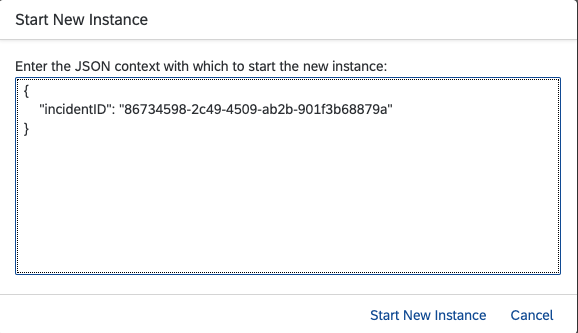 Start New Instance
Enter the JSON context with which to start the new instance:
{
"incidentID": "86734598-2c49-4509-ab2b-901f3b68879a"
}
Start New Instance Cancel